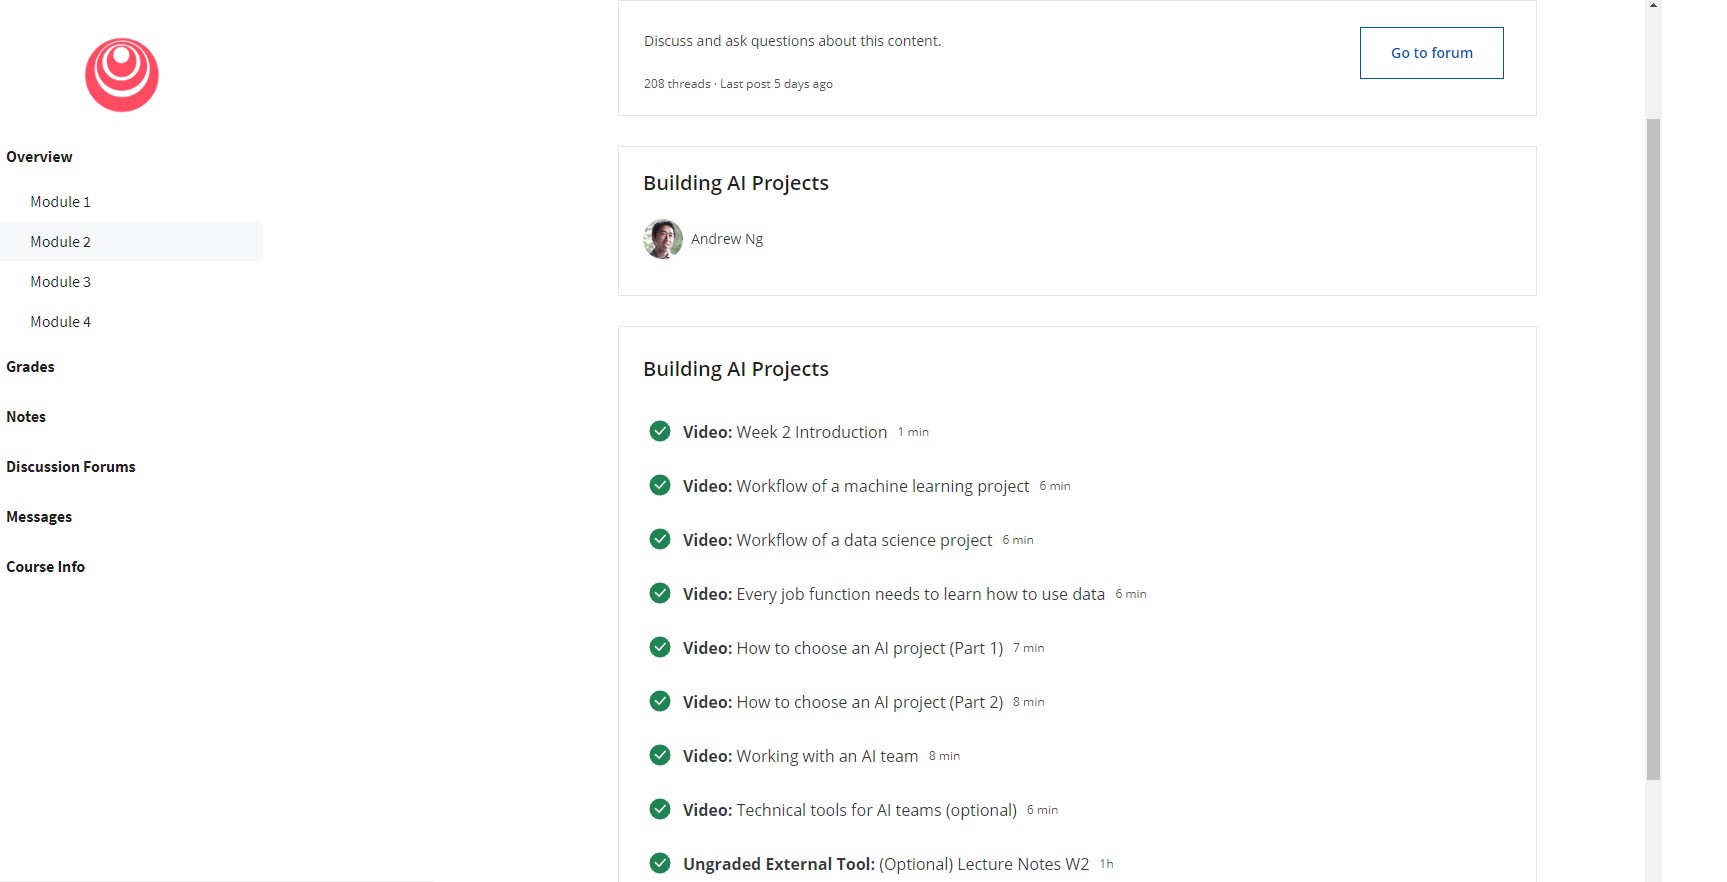 Overview
Module 1
Module 2
Module 3
Module 4
Grades
Notes
Discussion Forums
Messages
Course Info
Discuss and ask questions about this content.
208 threads · Last post 5 days ago
Go to forum
Building AI Projects
Andrew Ng
Building AI Projects
Video: Week 2 Introduction 1 min
Video: Workflow of a machine learning project 6 min
Video: Workflow of a data science project 6 min
Video: Every job function needs to learn how to use data 6 min
Video: How to choose an AI project (Part 1) 7 min
Video: How to choose an AI project (Part 2) 8 min
Video: Working with an AI team 8 min
Video: Technical tools for AI teams (optional) 6 min
Ungraded External Tool: (Optional) Lecture Notes W2 1h